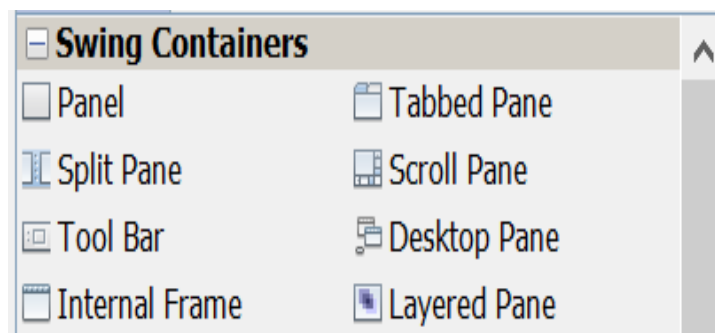 Swing Containers
Panel Tabbed Pane
Split Pane Scroll Pane
Tool Bar Desktop Pane
Internal Frame Layered Pane